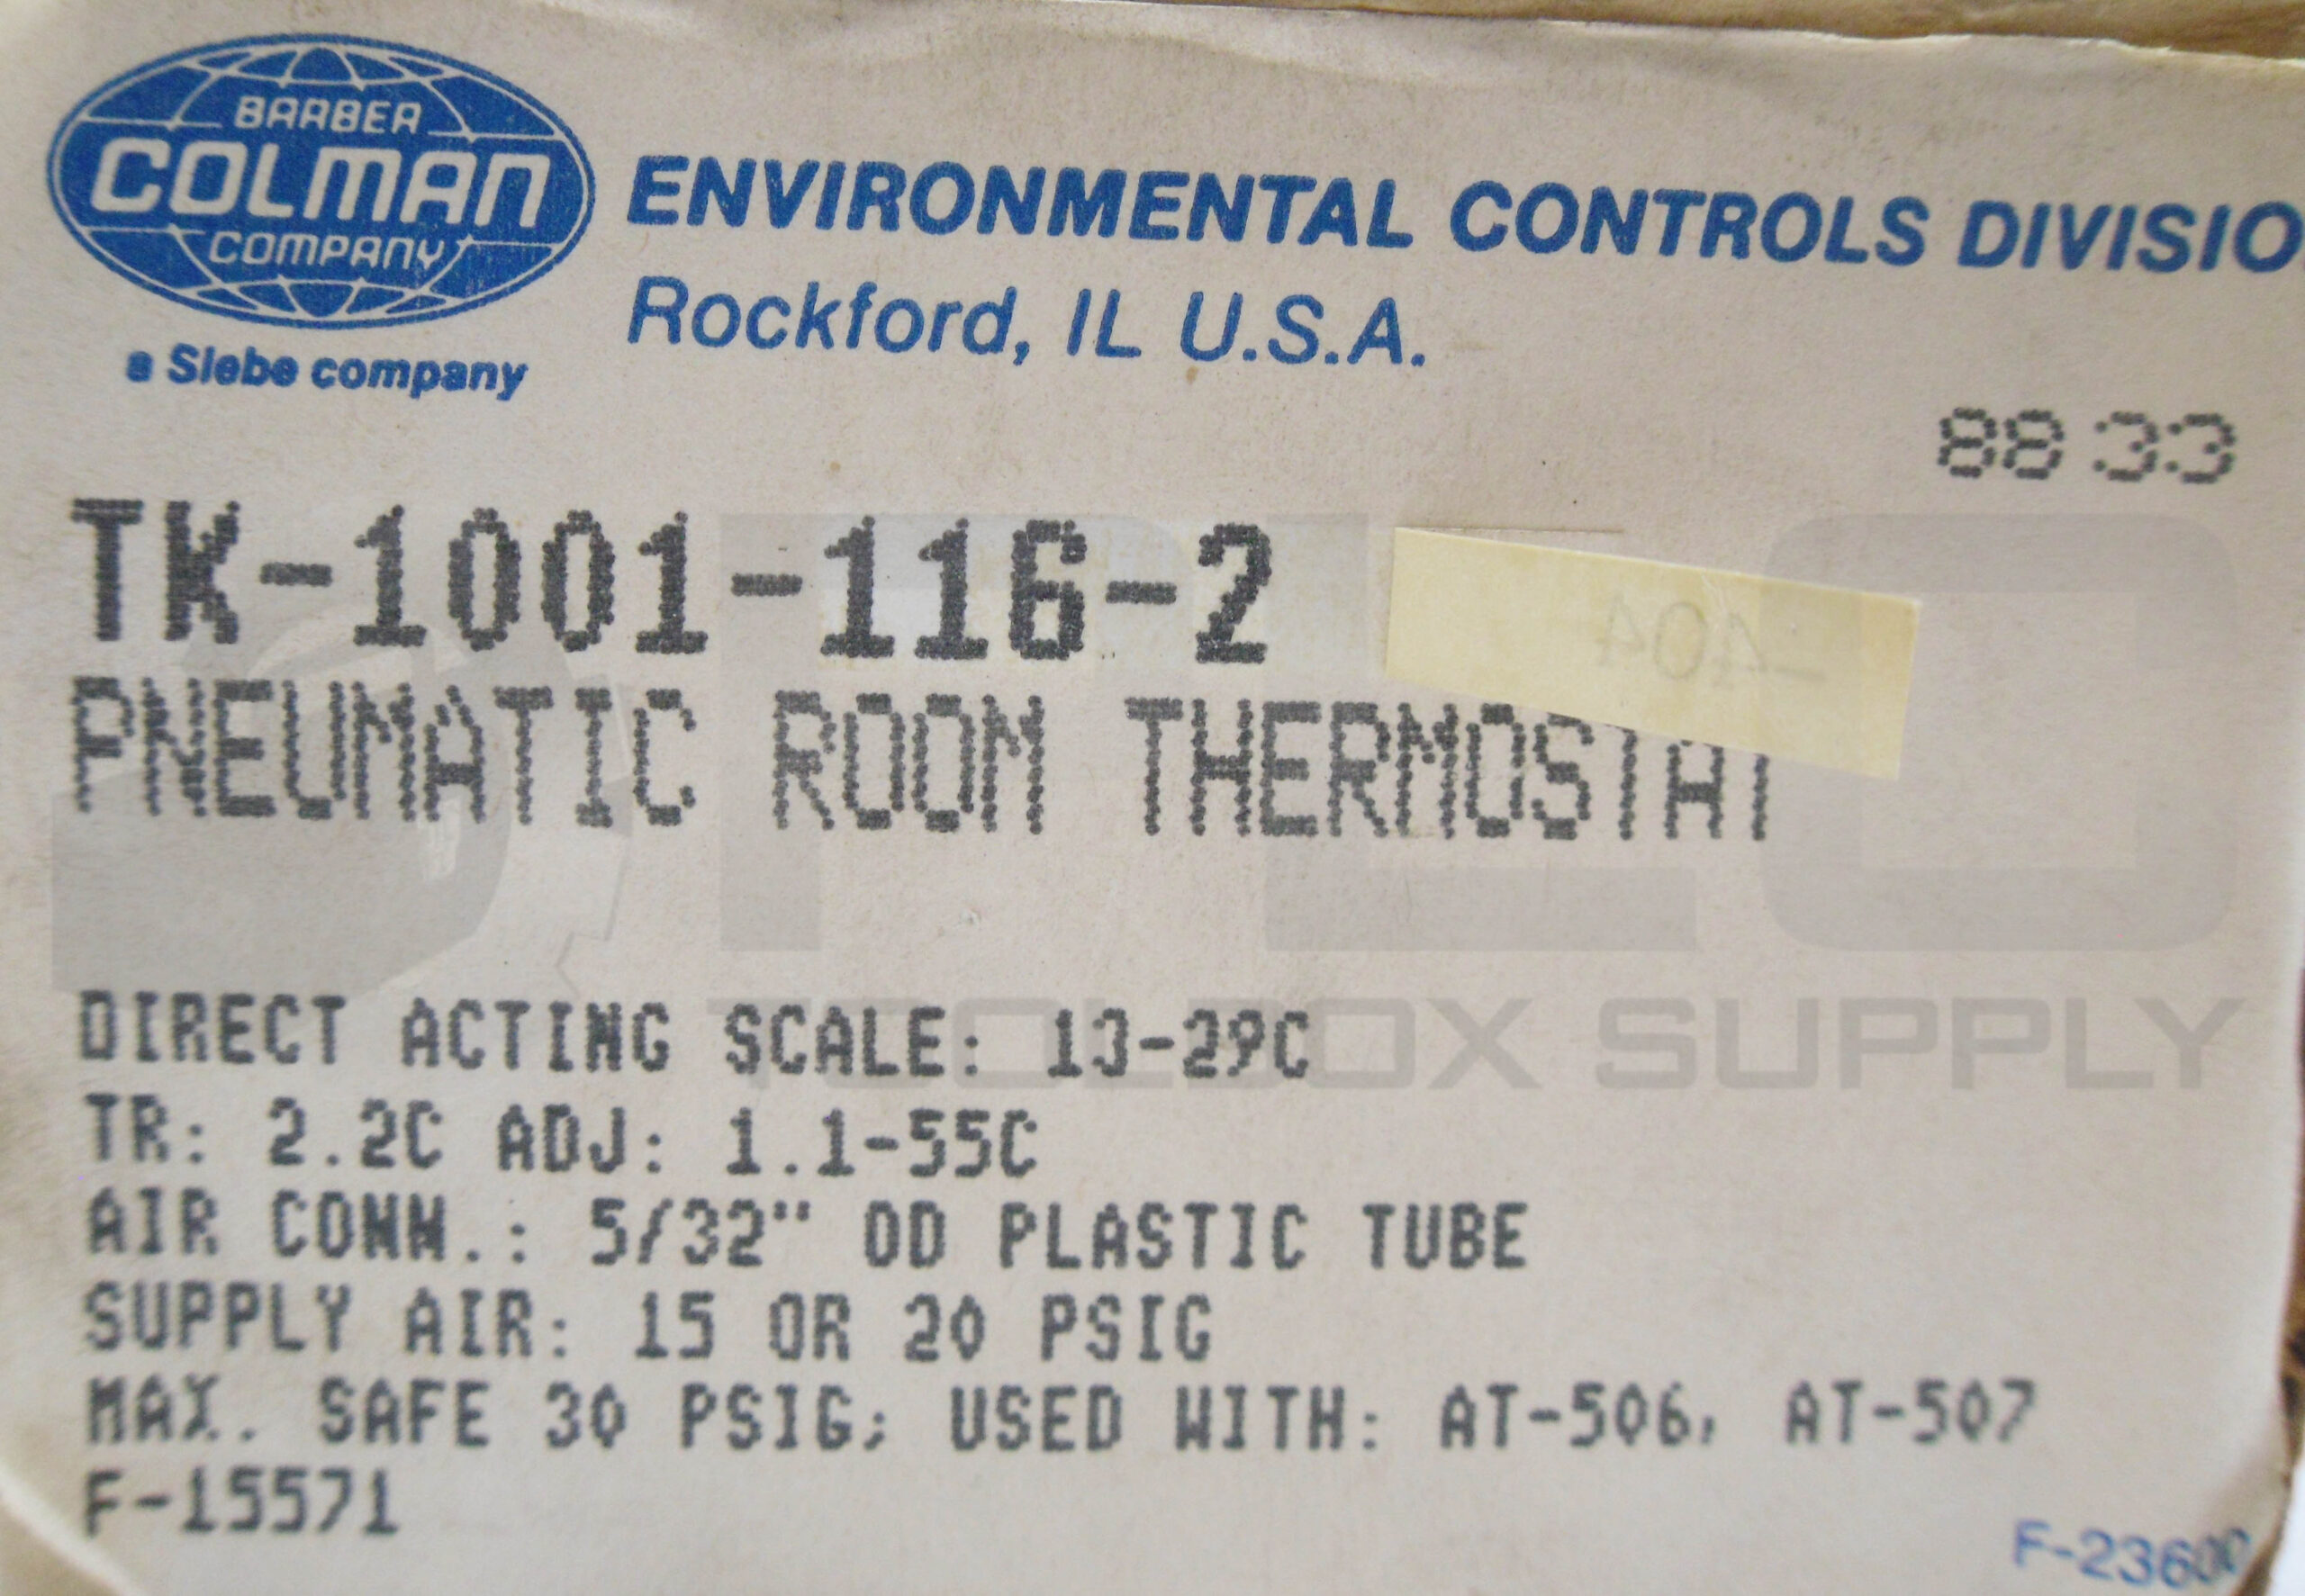 BARBER
COLMAN
COMPANY
a Siebe company
ENVIRONMENTAL CONTROLS DIVISIO
Rockford, IL U.S.A.
88 33
TK-1001-116-2
-404
PNEUMATIC ROOM THERMOSTAT
TOOLBOX SUPPLY
DIRECT ACTING SCALE: 13-29C
TR: 2.2C ADJ: 1.1-55C
AIR CONN.: 5/32" OD PLASTIC TUBE
SUPPLY AIR: 15 OR 20 PSIG
MAX. SAFE 30 PSIG; USED WITH: AT-506, AT-507
F-15571